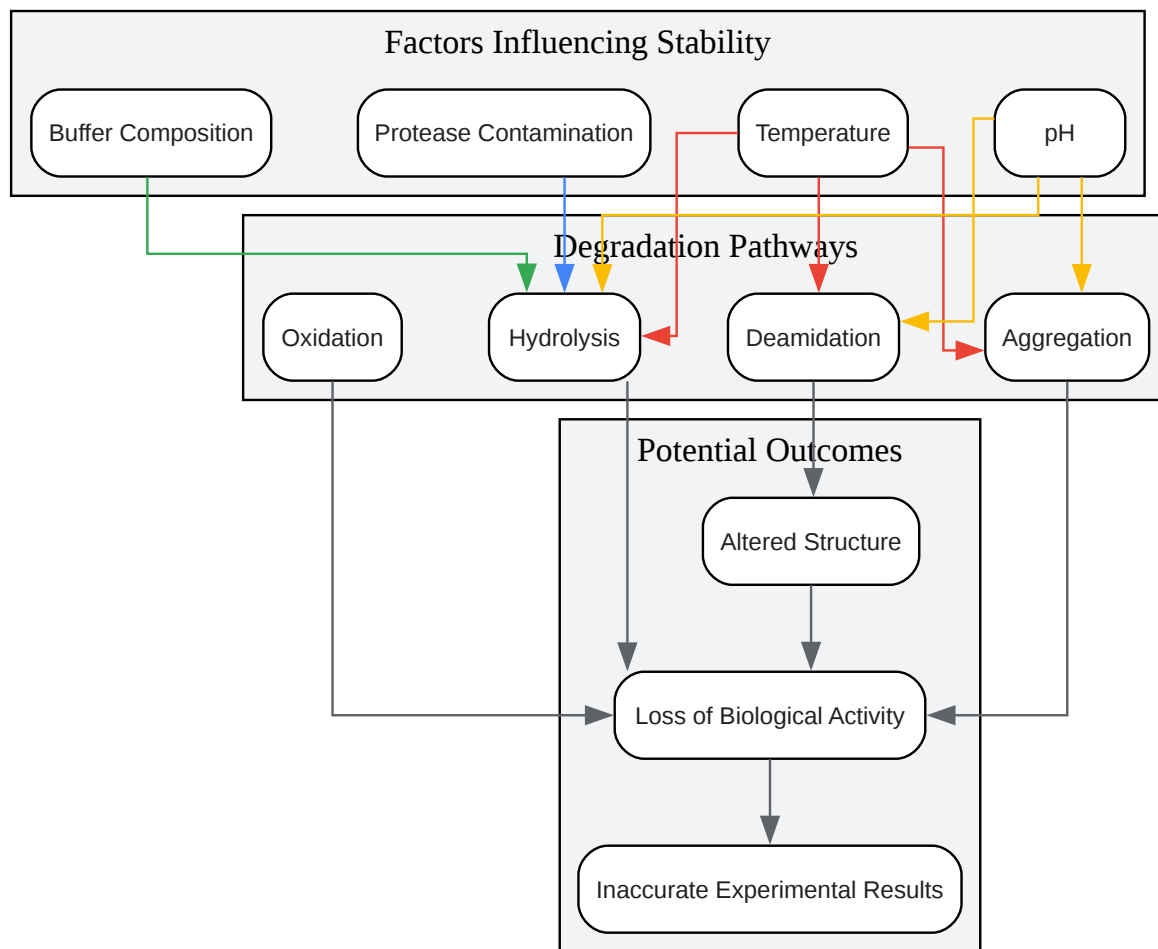 Factors Influencing Stability
Buffer Composition
Protease Contamination
Temperature
pH
Degradation Pathways
Oxidation
Hydrolysis
Deamidation
Aggregation
Potential Outcomes
Altered Structure
Loss of Biological Activity
Inaccurate Experimental Results